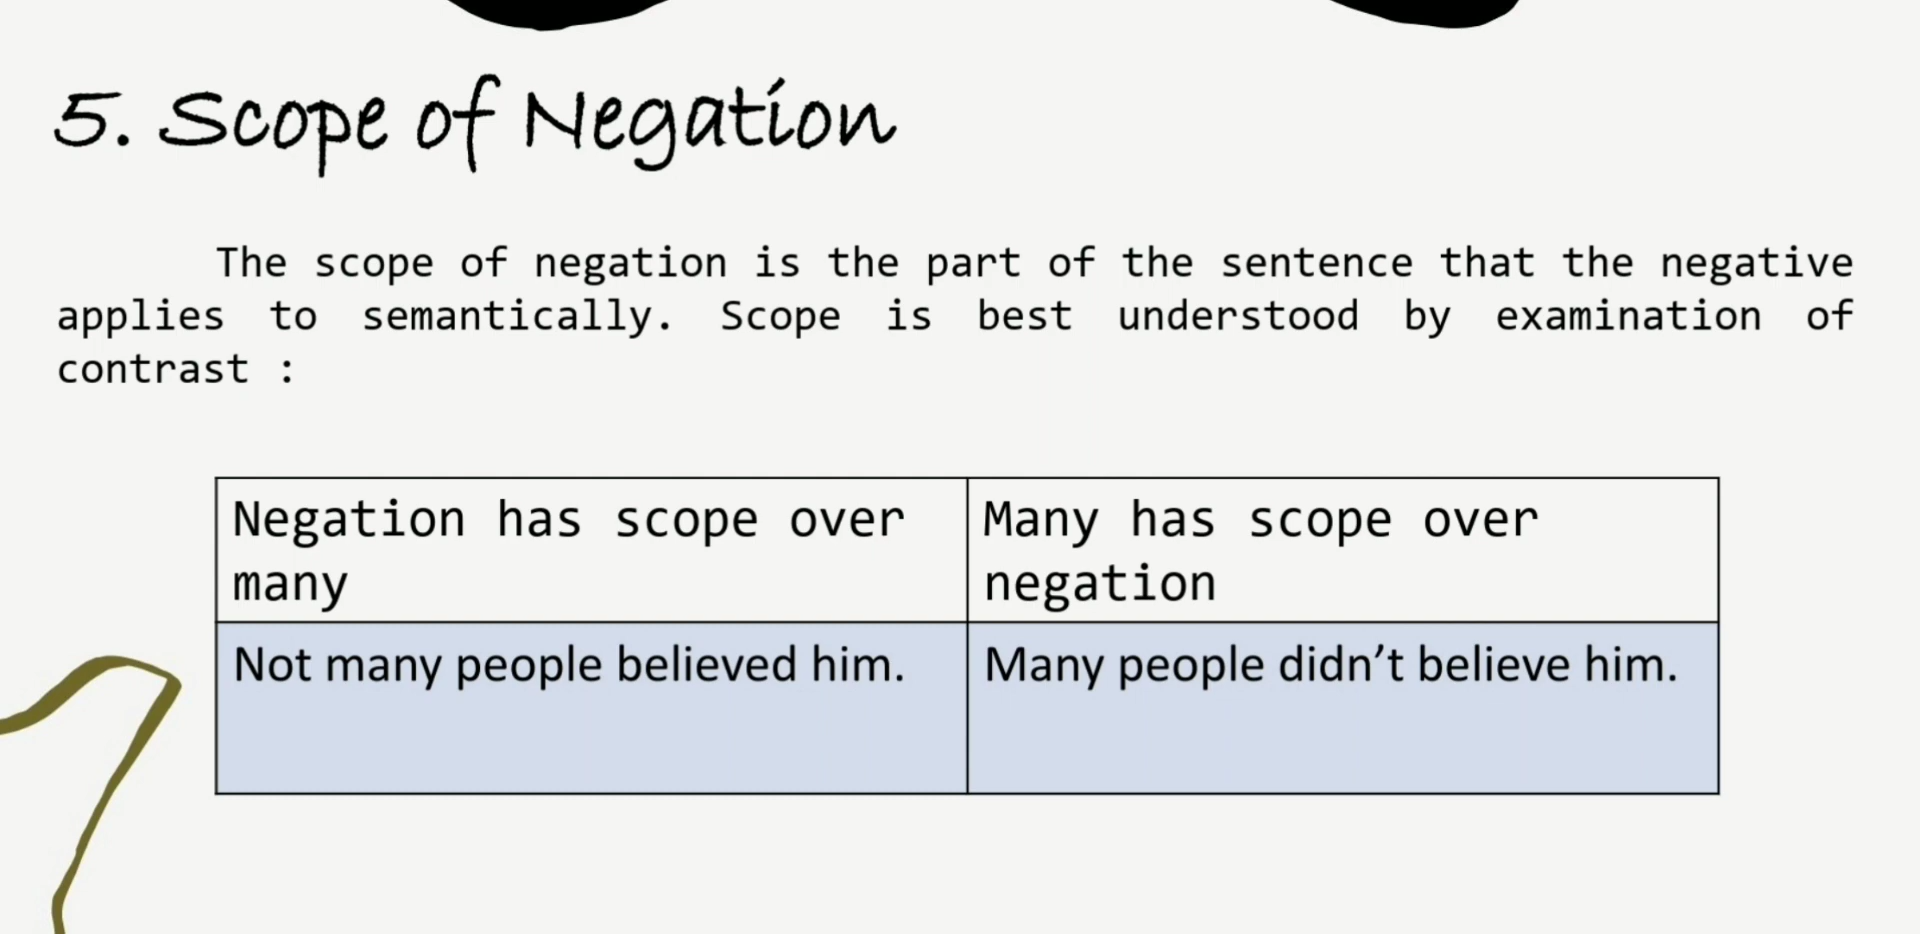 5. Scope of Negation
The scope of negation is the part of the sentence that the negative
applies to semantically. Scope is best understood by examination of
contrast :
Negation has scope over
many
Many has scope over
negation
Not many people believed him.
Many people didn’t believe him.